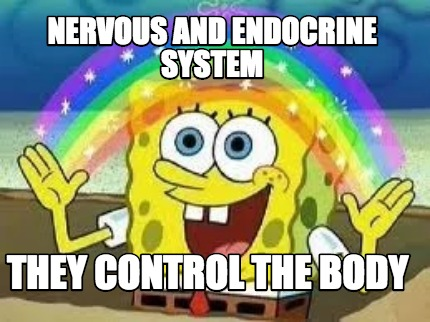 NERVOUS AND ENDOCRINE
SYSTEM
THEY CONTROL THE BODY